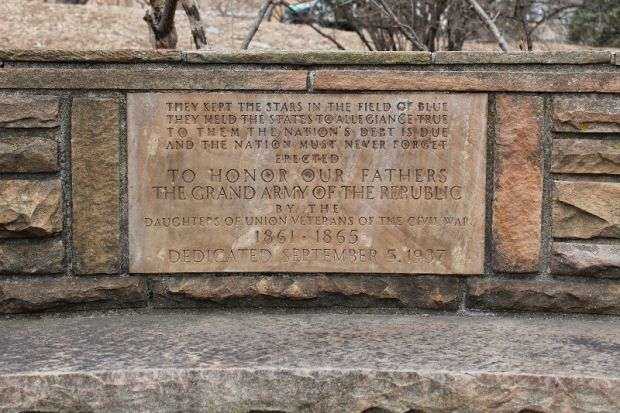 THEY KEPT THE STARS IN THE FIELD OF BLUE
THEY HELD THE STATES TO ALLEGIANCE TRUE
TO THEM THE NATION'S DEBT IS DUE
AND THE NATION MUST NEVER FORGET
ERECTED
TO HONOR OUR FATHERS
THE GRAND ARMY OF THE REPUBLIC
BY THE
DAUGHTERS OF UNION VETERANS OF THE CIVIL WAR
1861-1865
DEDICATED SEPTEMBER 5, 1937